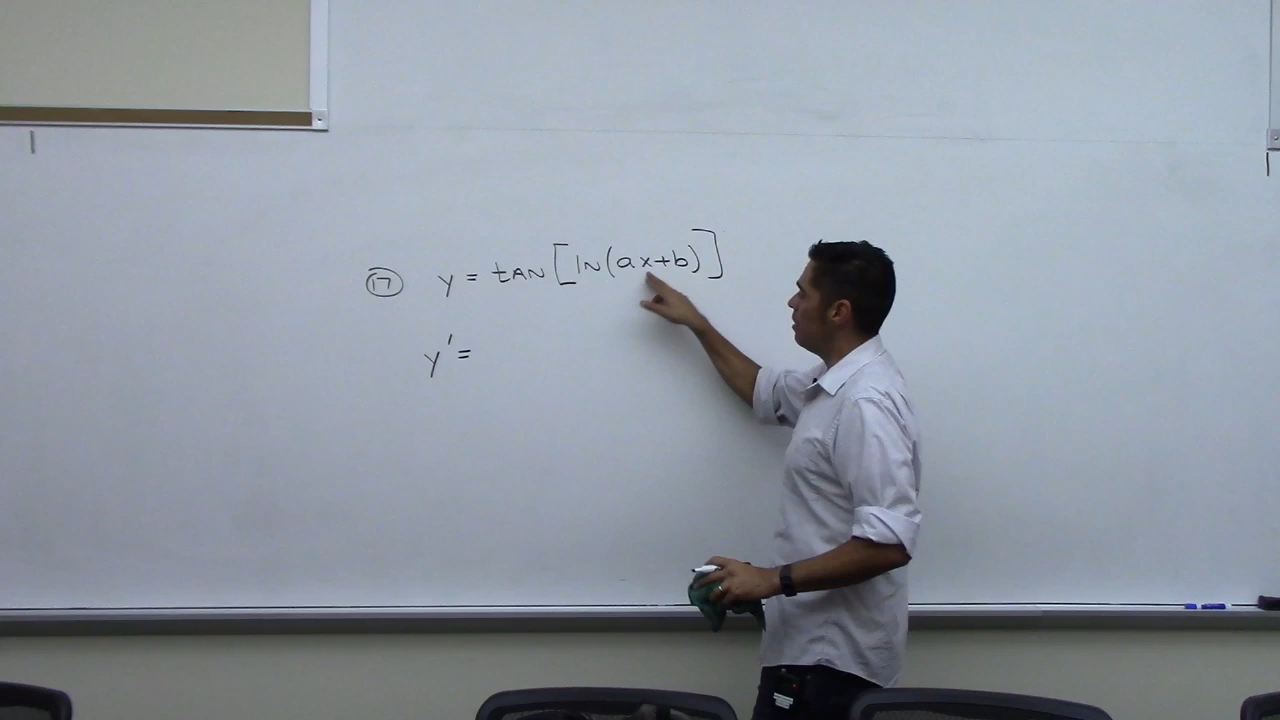 17 y = tan[ln(ax+b)]
y' =